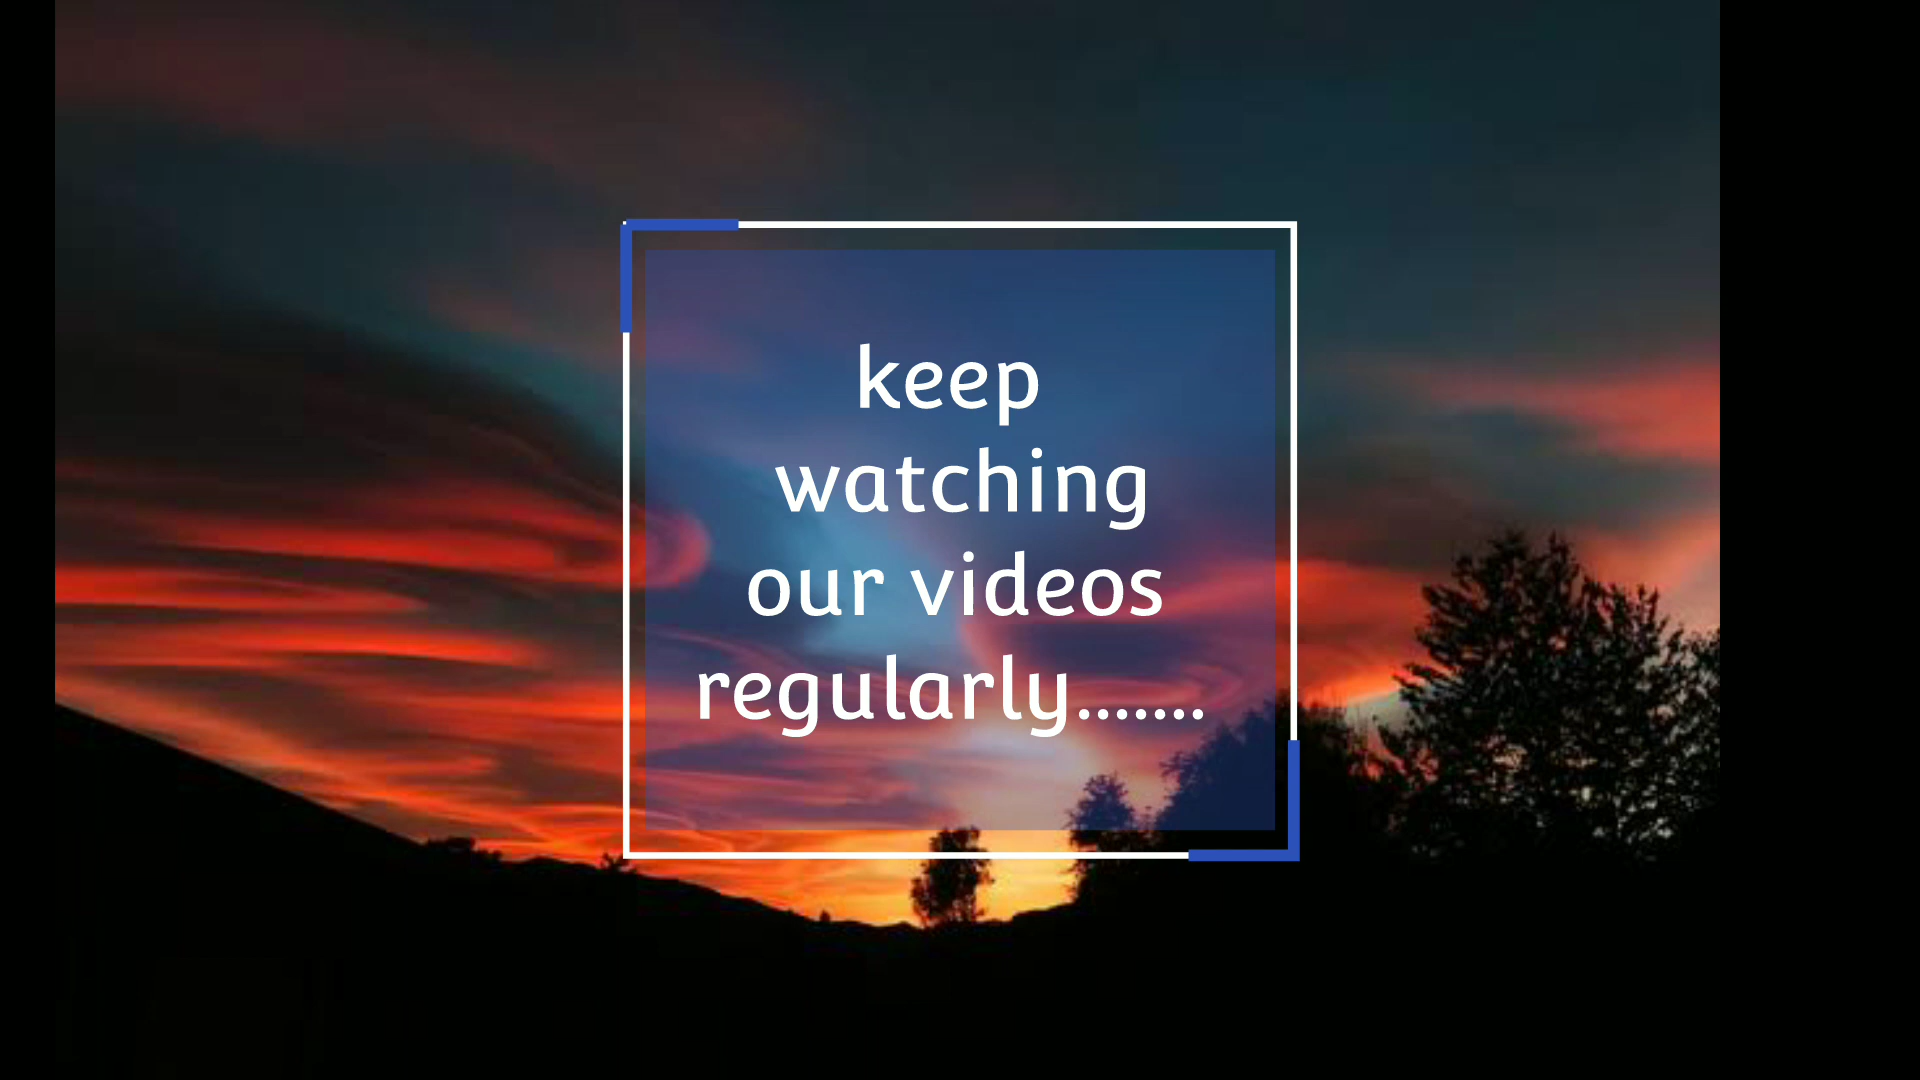 keep
watching
our videos
regularly.......